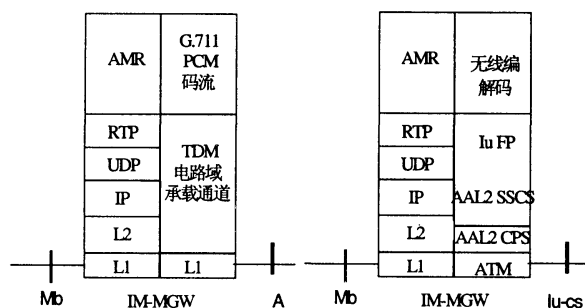 AMR
G.711
PCM
码流
RTP
UDP
IP
L2
L1
TDM
电路域
承载通道
L1
Mb
IM-MGW
A
AMR
无线编
解码
RTP
UDP
IP
L2
L1
Iu FP
AAL2 SSCS
AAL2 CPS
ATM
Mb
IM-MGW
Iu-cs